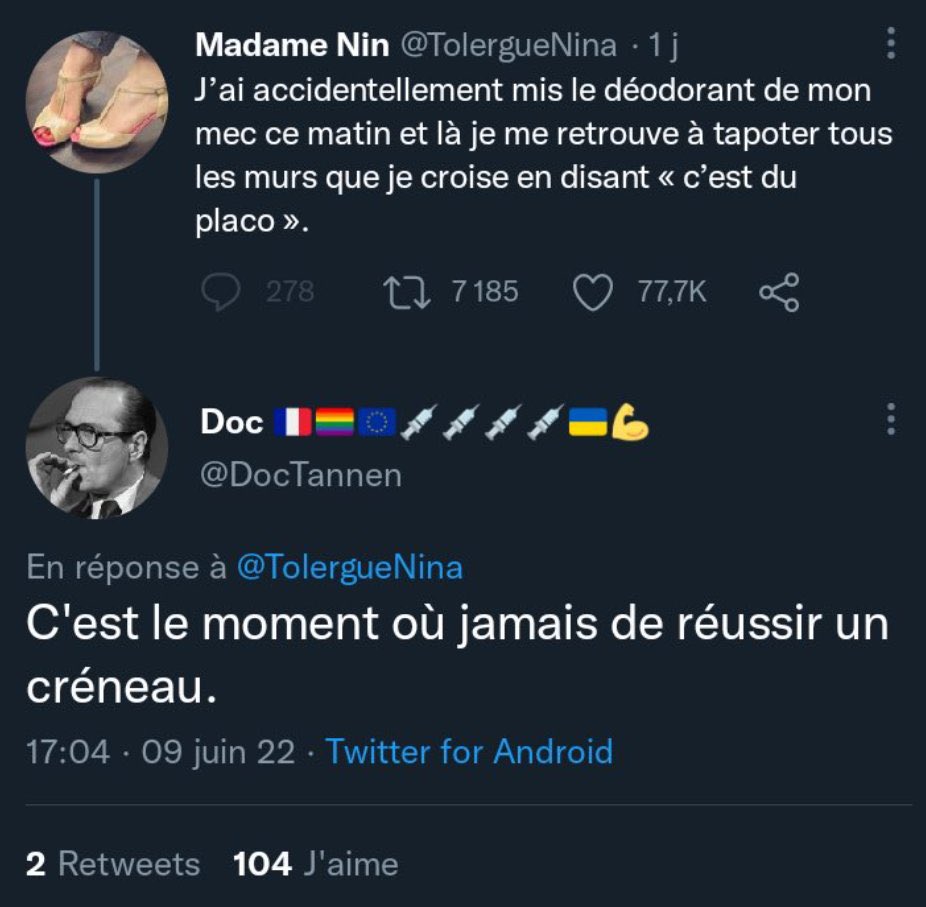 Madame Nin @TolergueNina · 1 j
J’ai accidentellement mis le déodorant de mon
mec ce matin et là je me retrouve à tapoter tous
les murs que je croise en disant « c’est du
placo ».
278 7 185 77,7K
Doc 🇫🇷🏳️‍🌈🇪🇺💉💉💉💉🇺🇦💪
@DocTannen
En réponse à @TolergueNina
C'est le moment où jamais de réussir un
créneau.
17:04 · 09 juin 22 · Twitter for Android
2 Retweets 104 J'aime